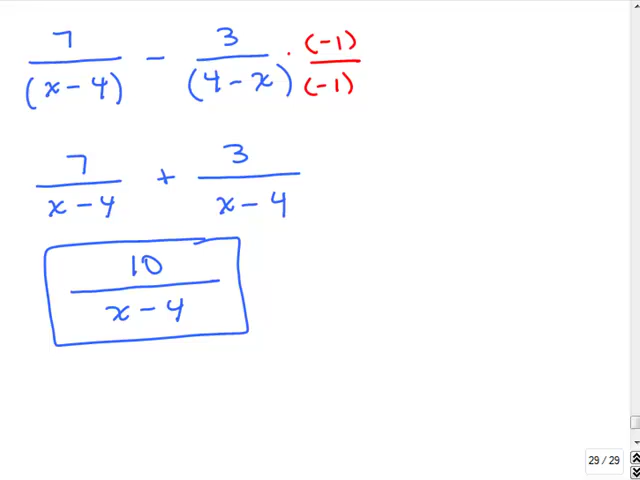 7/(x-4) - 3/(4-x) · (-1)/(-1)
7/x-4 + 3/x-4
10/x-4
29 / 29